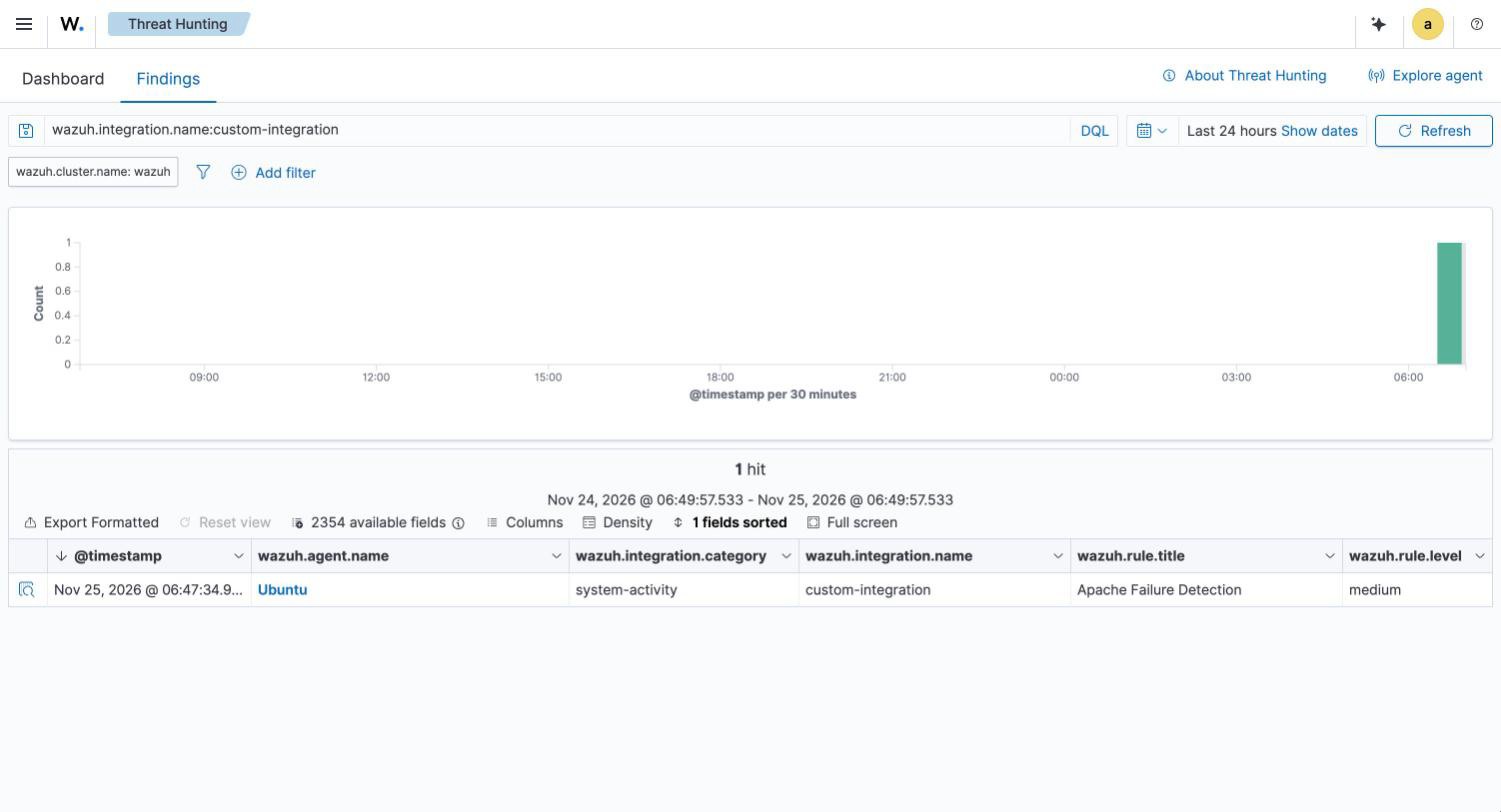 W. Threat Hunting a
Dashboard Findings About Threat Hunting Explore agent
wazuh.integration.name:custom-integration DQL Last 24 hours Show dates Refresh
wazuh.cluster.name: wazuh Add filter
Count
1
0.8
0.6
0.4
0.2
0
09:00 12:00 15:00 18:00 21:00 00:00 03:00 06:00
@timestamp per 30 minutes
1 hit
Nov 24, 2026 @ 06:49:57.533 - Nov 25, 2026 @ 06:49:57.533
Export Formatted Reset view 2354 available fields Columns Density 1 fields sorted Full screen
@timestamp wazuh.agent.name wazuh.integration.category wazuh.integration.name wazuh.rule.title wazuh.rule.level
Nov 25, 2026 @ 06:47:34.9... Ubuntu system-activity custom-integration Apache Failure Detection medium